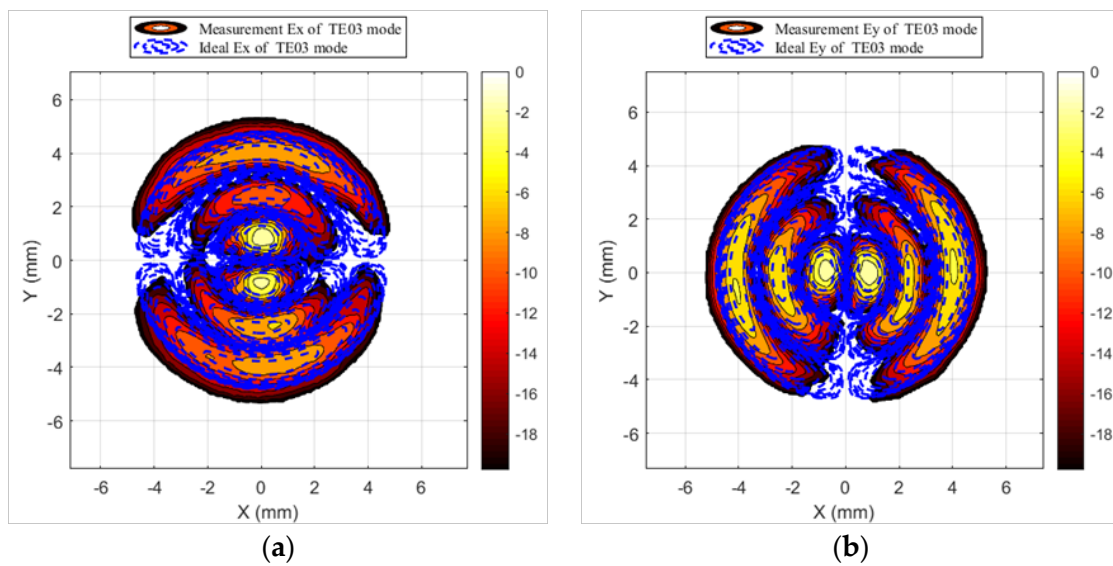 Measurement Ex of TE03 mode
Ideal Ex of TE03 mode
6
4
2
0
-2
-4
-6
Y (mm)
-6 -4 -2 0 2 4 6
X (mm)
0
-2
-4
-6
-8
-10
-12
-14
-16
-18
(a)
Measurement Ey of TE03 mode
Ideal Ey of TE03 mode
6
4
2
0
-2
-4
-6
Y (mm)
-6 -4 -2 0 2 4 6
X (mm)
0
-2
-4
-6
-8
-10
-12
-14
-16
-18
(b)